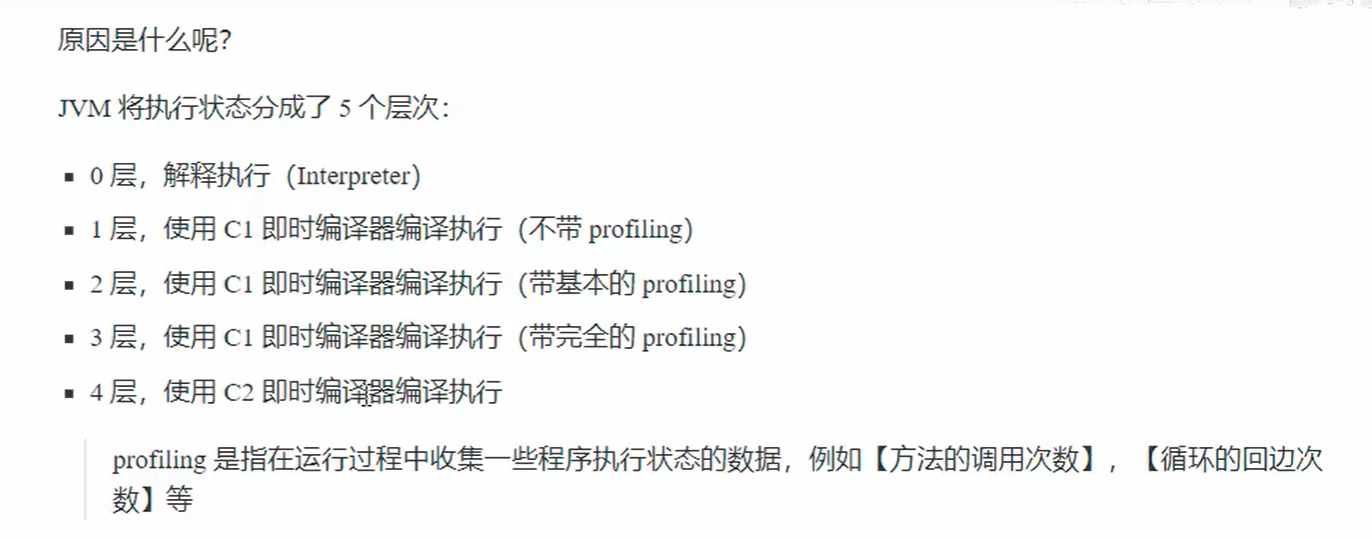 原因是什么呢？
JVM 将执行状态分成了 5 个层次：
0 层，解释执行（Interpreter）
1 层，使用 C1 即时编译器编译执行（不带 profiling）
2 层，使用 C1 即时编译器编译执行（带基本的 profiling）
3 层，使用 C1 即时编译器编译执行（带完全的 profiling）
4 层，使用 C2 即时编译器编译执行
profiling 是指在运行过程中收集一些程序执行状态的数据，例如【方法的调用次数】，【循环的回边次
数】等